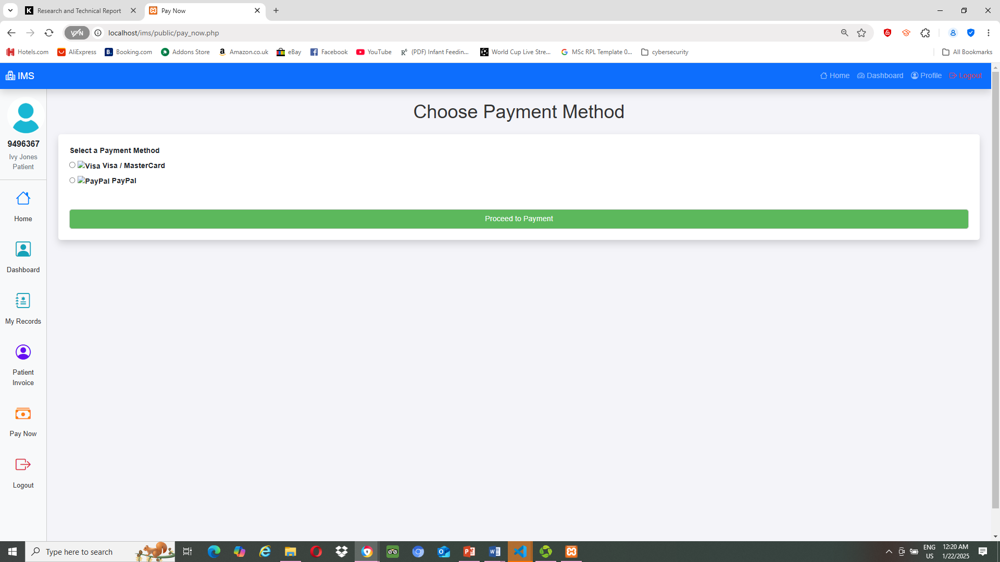 Research and Technical Report
Pay Now
VPN
localhost/ims/public/pay_now.php
Hotels.com
AliExpress
Booking.com
Addons Store
Amazon.co.uk
eBay
Facebook
YouTube
(PDF) Infant Feedin...
World Cup Live Stre...
MSc RPL Template 0...
cybersecurity
All Bookmarks
IMS
Home
Dashboard
Profile
Logout
9496367
Ivy Jones
Patient
Home
Dashboard
My Records
Patient
Invoice
Pay Now
Logout
Choose Payment Method
Select a Payment Method
Visa Visa / MasterCard
PayPal PayPal
Proceed to Payment
Type here to search
ENG
US
12:20 AM
1/22/2025